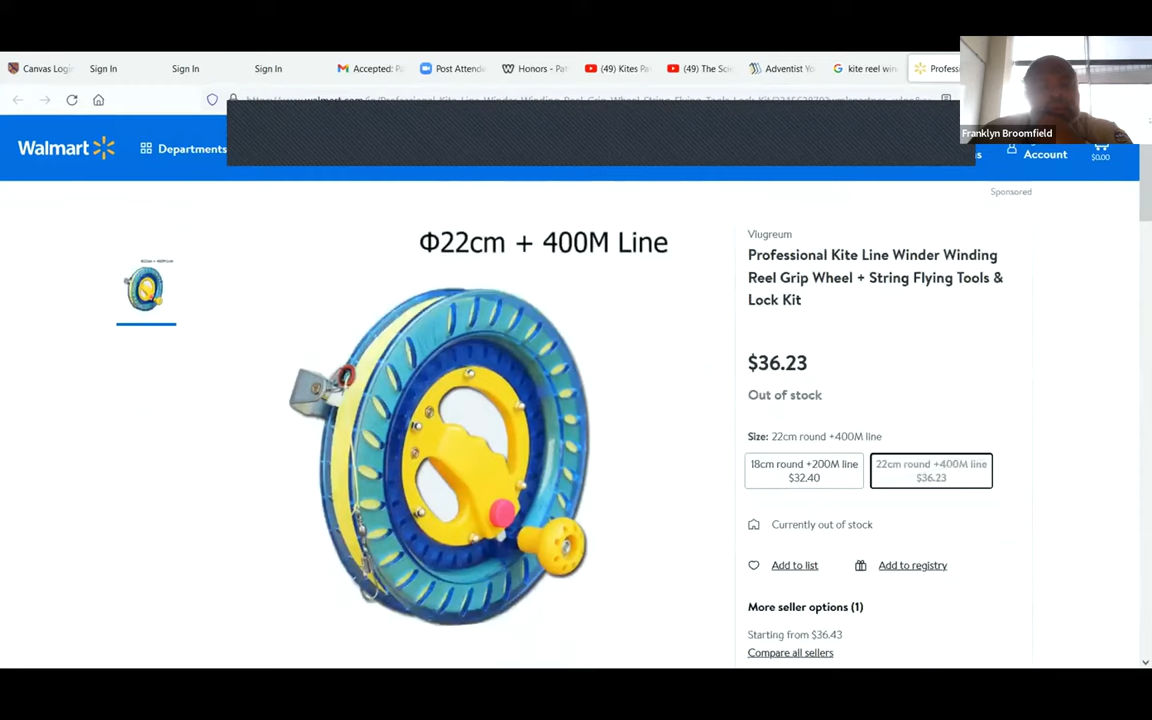 Canvas Login
Sign In
Sign In
Sign In
Accepted:
Post Attende
Honors - Pat
(49) Kites Pa
(49) The Scie
Adventist Yo
kite reel win
Profess
Franklyn Broomfield
Walmart
Departments
Account
$0.00
Sponsored
Φ22cm + 400M Line
Viugreum
Professional Kite Line Winder Winding
Reel Grip Wheel + String Flying Tools &
Lock Kit
$36.23
Out of stock
Size: 22cm round +400M line
18cm round +200M line
$32.40
22cm round +400M line
$36.23
Currently out of stock
Add to list
Add to registry
More seller options (1)
Starting from $36.43
Compare all sellers